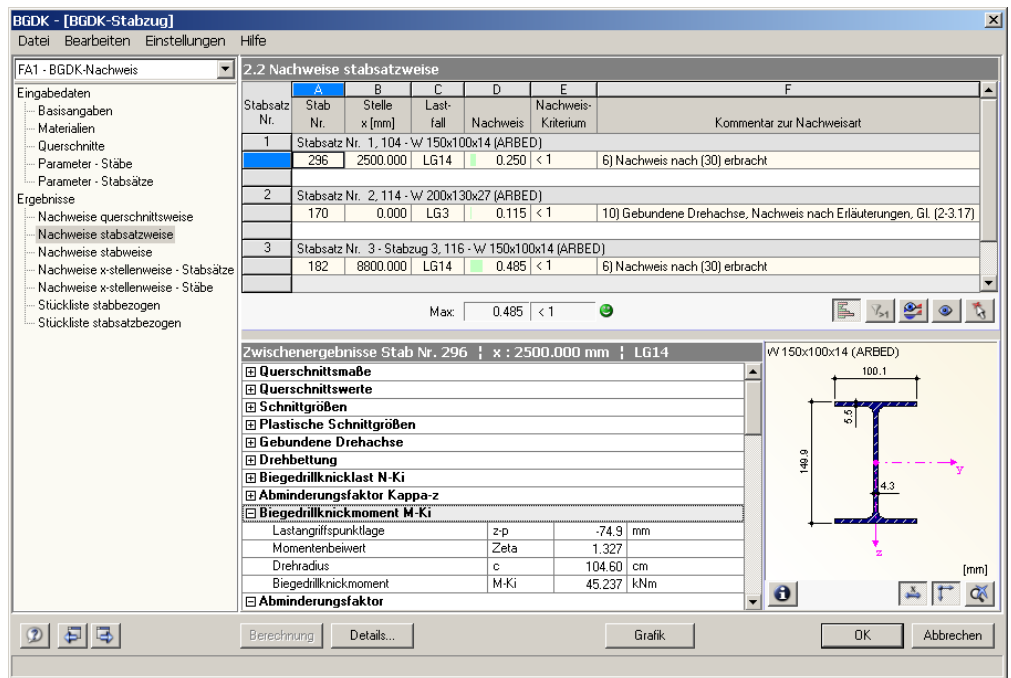 BGDK - [BGDK-Stabzug]
Datei Bearbeiten Einstellungen Hilfe
FA1 - BGDK-Nachweis
Eingabedaten
Basisangaben
Materialien
Querschnitte
Parameter - Stäbe
Parameter - Stabsätze
Ergebnisse
Nachweise querschnittsweise
Nachweise stabsatzweise
Nachweise stabweise
Nachweise x-stellenweise - Stabsätze
Nachweise x-stellenweise - Stäbe
Stückliste stabbezogen
Stückliste stabsatzbezogen
2.2 Nachweise stabsatzweise
A B C D E F
Stabsatz Stab Stelle Last- Nachweis-
Nr. Nr. x [mm] fall Nachweis Kriterium Kommentar zur Nachweisart
1 Stabsatz Nr. 1, 104 - W 150x100x14 (ARBED)
296 2500.000 LG14 0.250 < 1 6) Nachweis nach (30) erbracht
2 Stabsatz Nr. 2, 114 - W 200x130x27 (ARBED)
170 0.000 LG3 0.115 < 1 10) Gebundene Drehachse, Nachweis nach Erläuterungen, Gl. (2-3.17)
3 Stabsatz Nr. 3 - Stabzug 3, 116 - W 150x100x14 (ARBED)
182 8800.000 LG14 0.485 < 1 6) Nachweis nach (30) erbracht
Max: 0.485 < 1
Zwischenergebnisse Stab Nr. 296 ¦ x : 2500.000 mm ¦ LG14
Querschnittsmaße
Querschnittswerte
Schnittgrößen
Plastische Schnittgrößen
Gebundene Drehachse
Drehbettung
Biegedrillknicklast N-Ki
Abminderungsfaktor Kappa-z
Biegedrillknickmoment M-Ki
Lastangriffspunktlage z-p -74.9 mm
Momentenbeiwert Zeta 1.327
Drehradius c 104.60 cm
Biegedrillknickmoment M-Ki 45.237 kNm
Abminderungsfaktor
W 150x100x14 (ARBED)
100.1
5.5
149.9
4.3
y
z
[mm]
Berechnung Details... Grafik OK Abbrechen